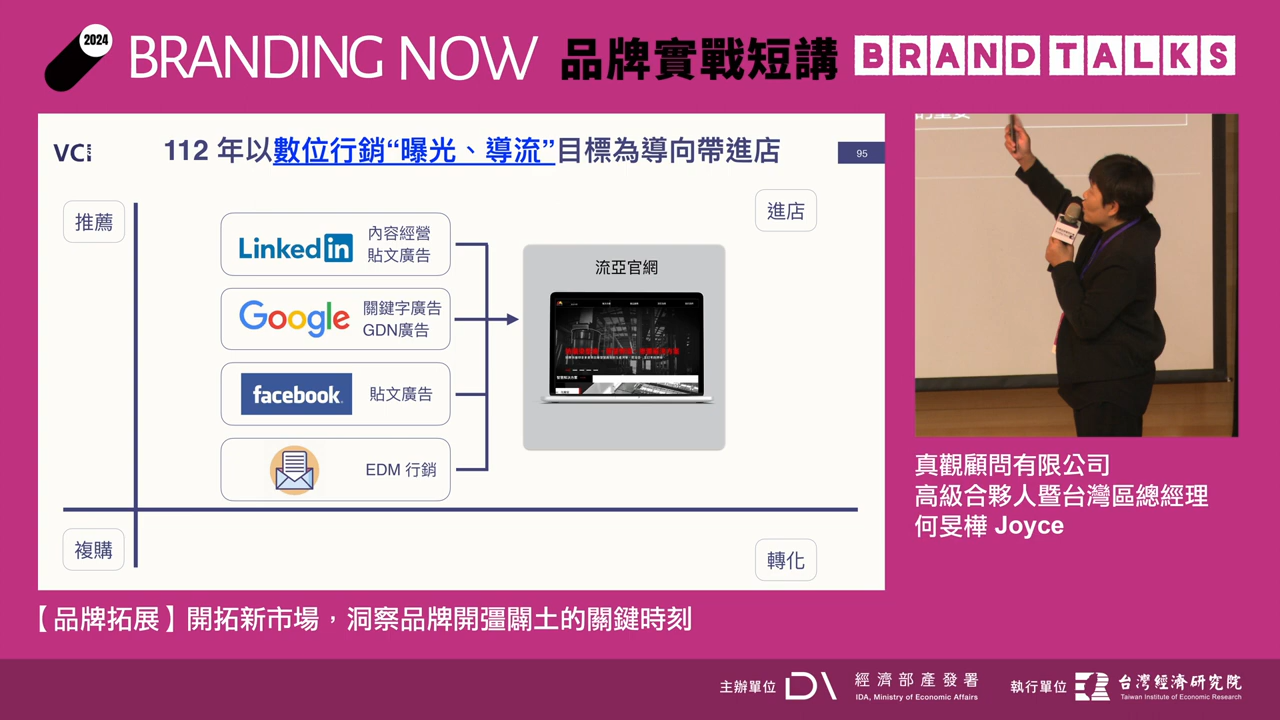 2024
BRANDING NOW 品牌實戰短講 BRAND TALKS
VCI
112 年以數位行銷“曝光、導流”目標為導向帶進店
95
推薦
進店
LinkedIn
內容經營
貼文廣告
Google
關鍵字廣告
GDN廣告
facebook
貼文廣告
EDM 行銷
流亞官網
複購
轉化
真觀顧問有限公司
高級合夥人暨台灣區總經理
何旻樺 Joyce
【品牌拓展】開拓新市場，洞察品牌開彊闢土的關鍵時刻
主辦單位
經濟部產發署
IDA, Ministry of Economic Affairs
執行單位
台灣經濟研究院
Taiwan Institute of Economic Research